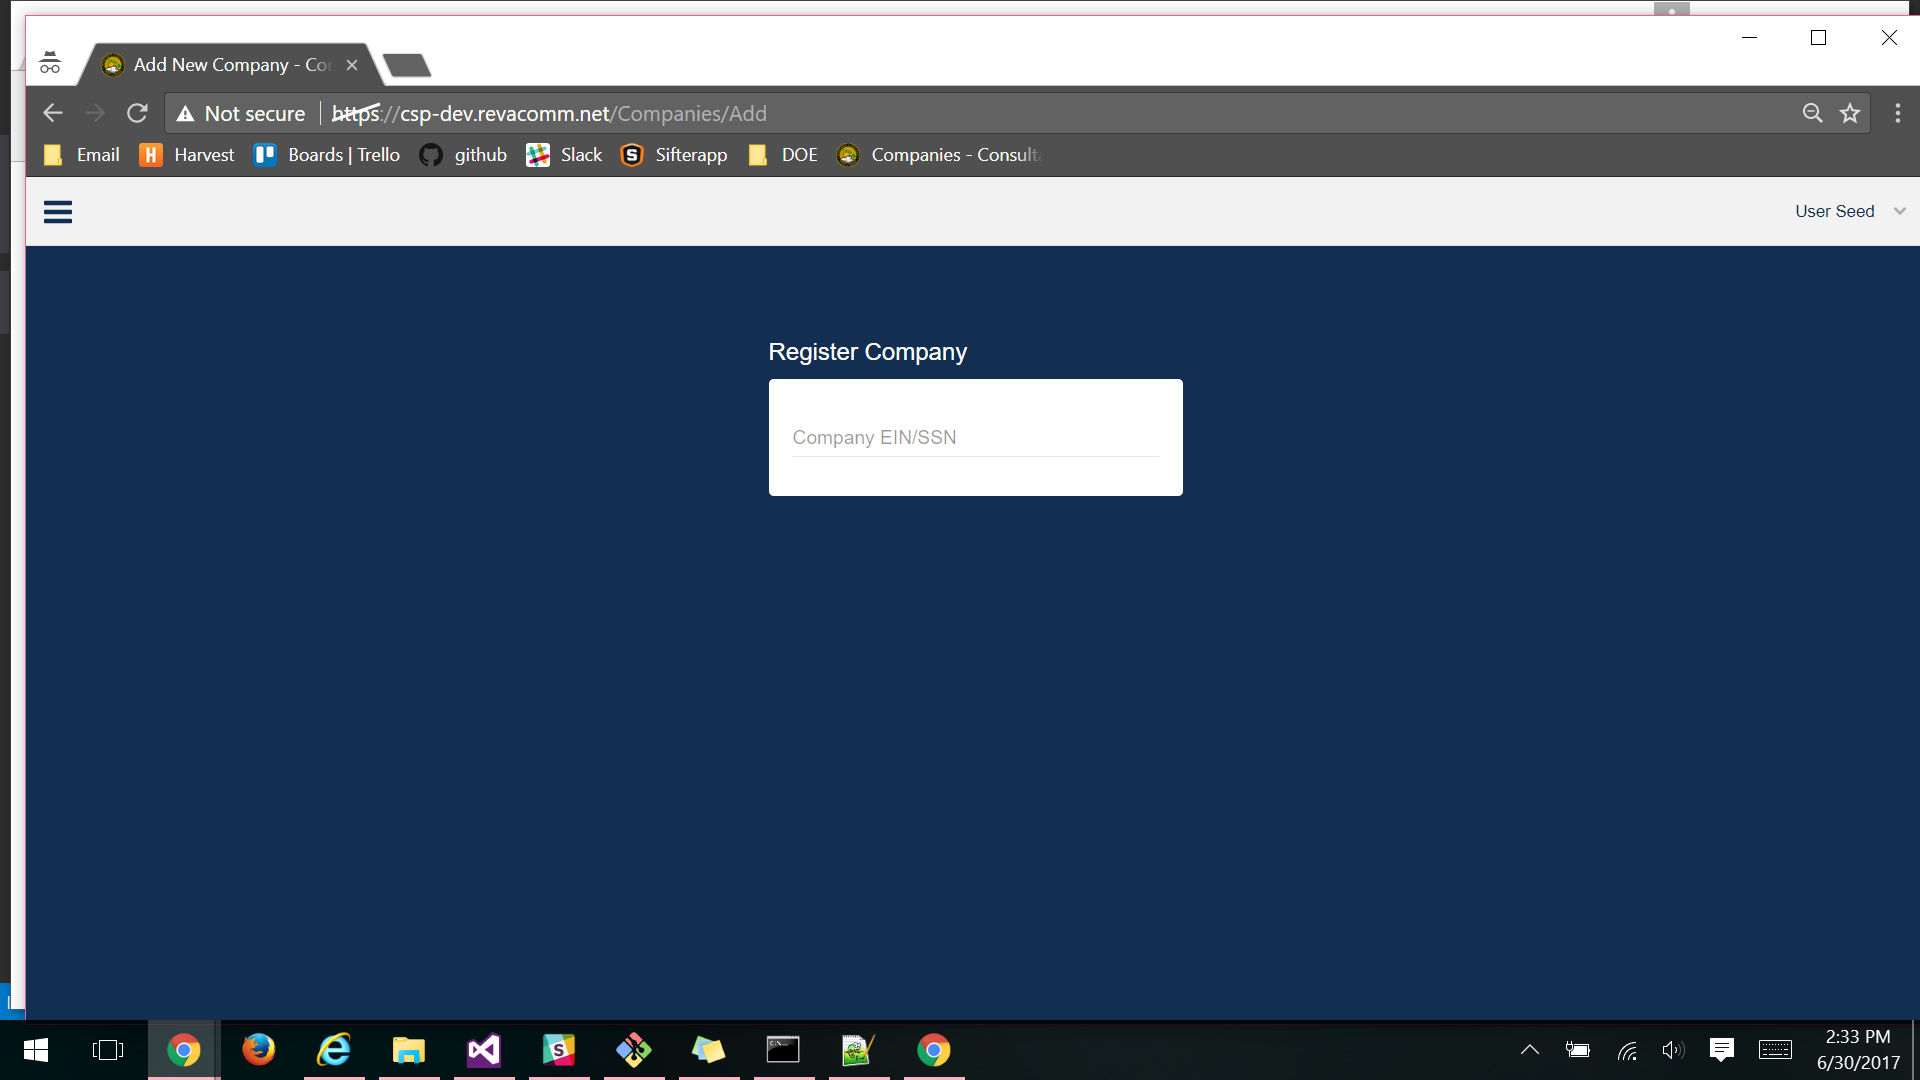 Add New Company - Co
Not secure https://csp-dev.revacomm.net/Companies/Add
Email Harvest Boards | Trello github Slack Sifterapp DOE Companies - Consult
User Seed
Register Company
Company EIN/SSN
2:33 PM
6/30/2017